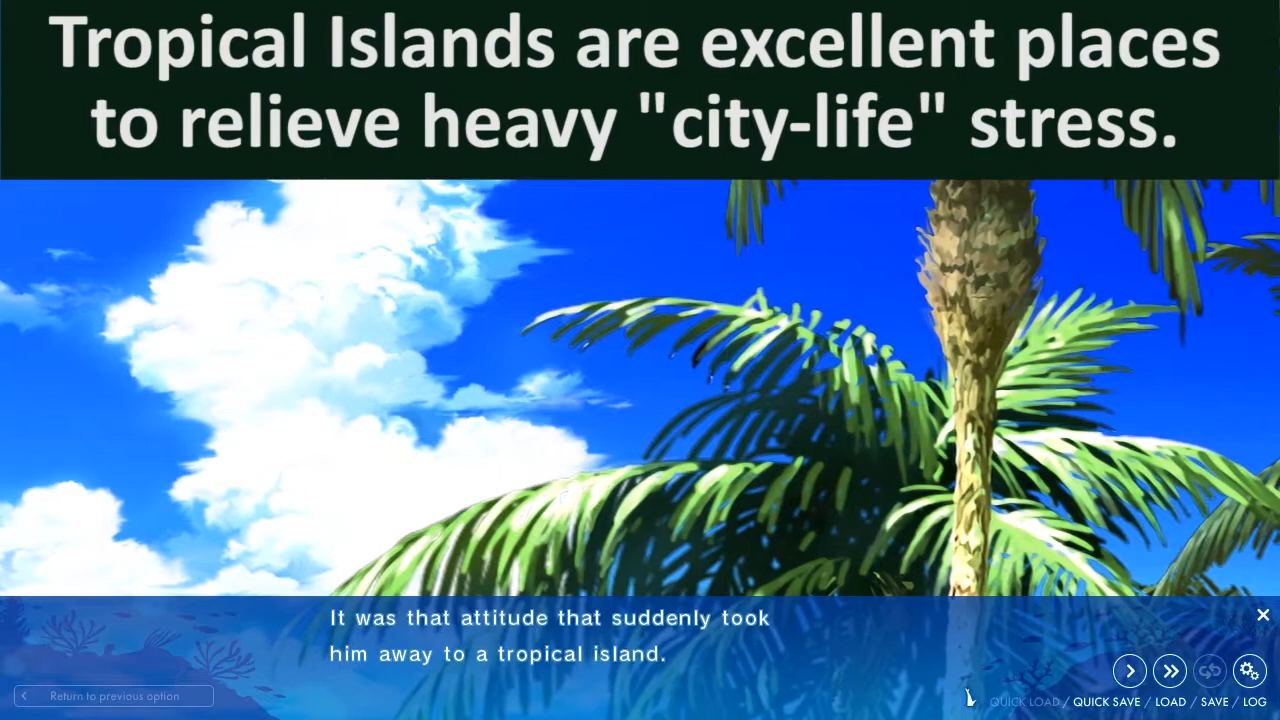 Tropical Islands are excellent places
to relieve heavy "city-life" stress.
It was that attitude that suddenly took
him away to a tropical island.
Return to previous option
QUICK LOAD / QUICK SAVE / LOAD / SAVE / LOG